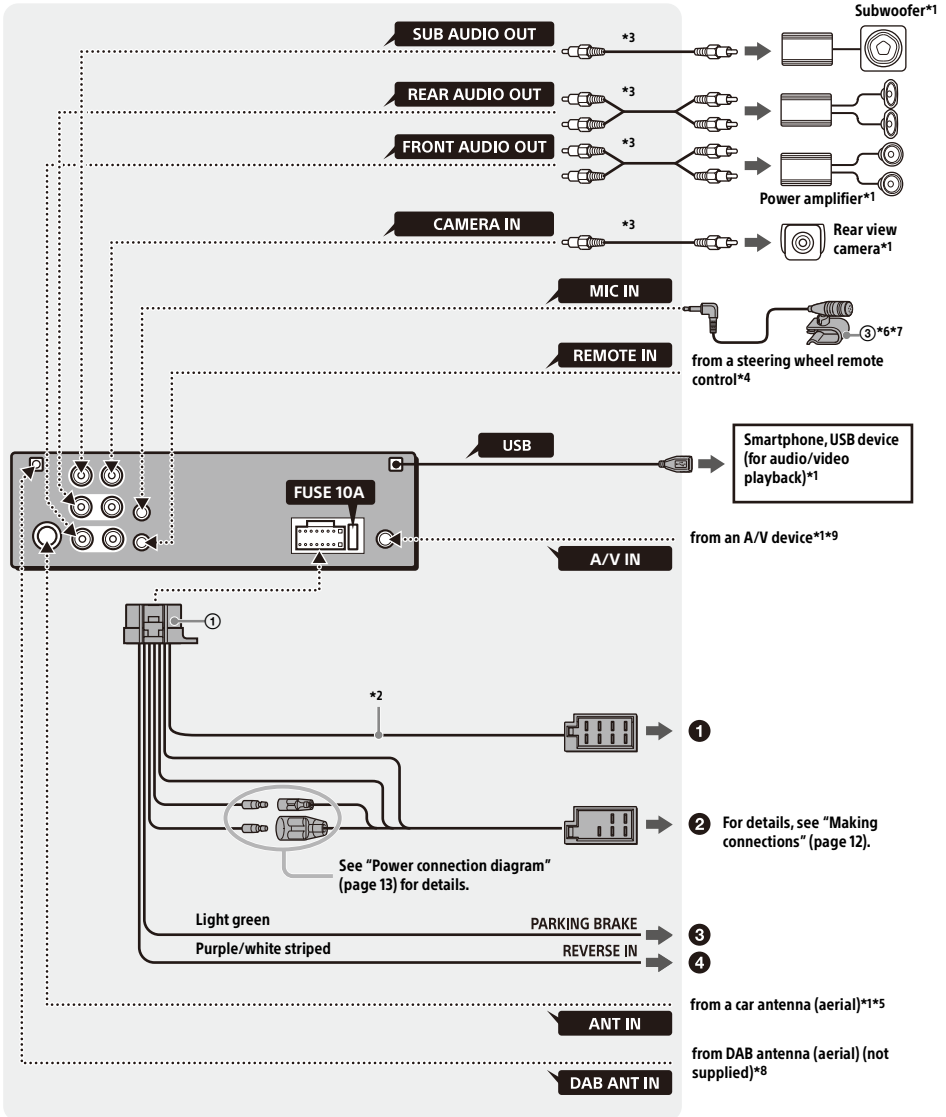 Subwoofer*1
SUB AUDIO OUT
*3
REAR AUDIO OUT
*3
FRONT AUDIO OUT
*3
Power amplifier*1
CAMERA IN
*3
Rear view
camera*1
MIC IN
③*6*7
REMOTE IN
from a steering wheel remote
control*4
USB
Smartphone, USB device
(for audio/video
playback)*1
FUSE 10A
from an A/V device*1*9
A/V IN
①
*2
❶
❷ For details, see “Making
connections” (page 12).
See “Power connection diagram”
(page 13) for details.
Light green
PARKING BRAKE
❸
Purple/white striped
REVERSE IN
❹
from a car antenna (aerial)*1*5
ANT IN
from DAB antenna (aerial) (not
supplied)*8
DAB ANT IN